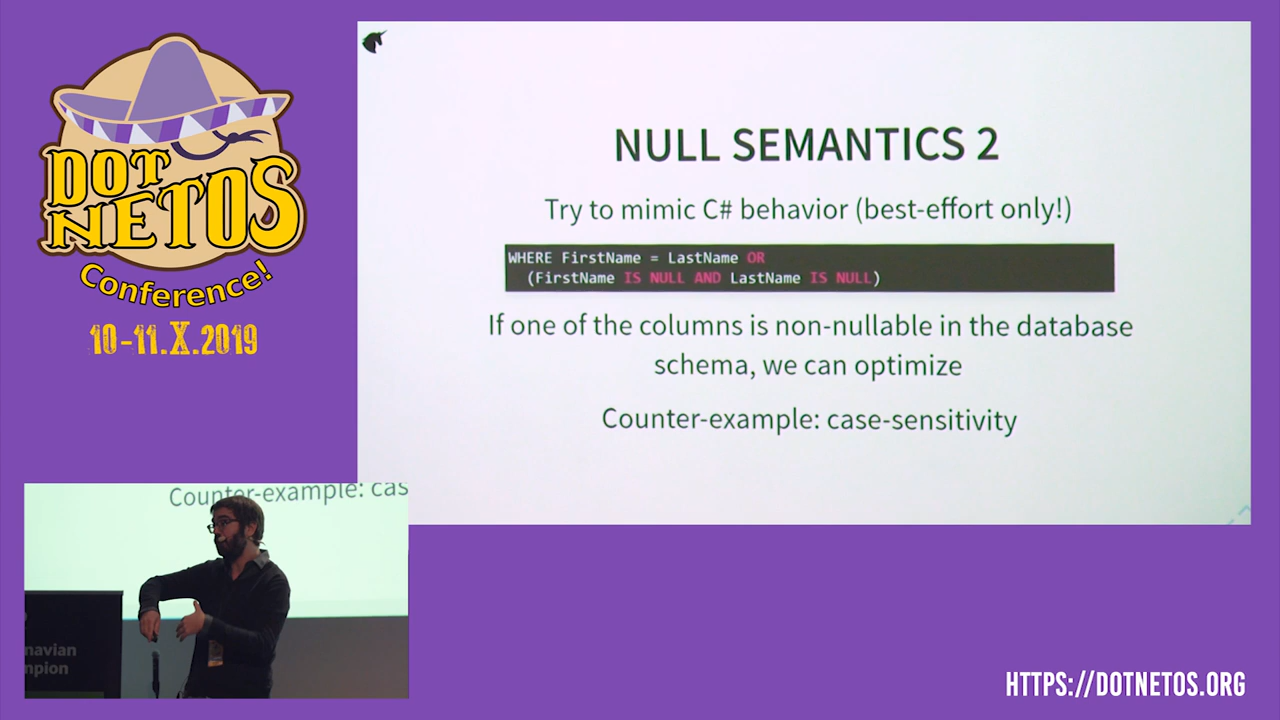 DOT
NETOS
Conference!
10-11.X.2019
NULL SEMANTICS 2
Try to mimic C# behavior (best-effort only!)
WHERE FirstName = LastName OR
(FirstName IS NULL AND LastName IS NULL)
If one of the columns is non-nullable in the database
schema, we can optimize
Counter-example: case-sensitivity
Counter-example: cas
navian
mpion
HTTPS://DOTNETOS.ORG